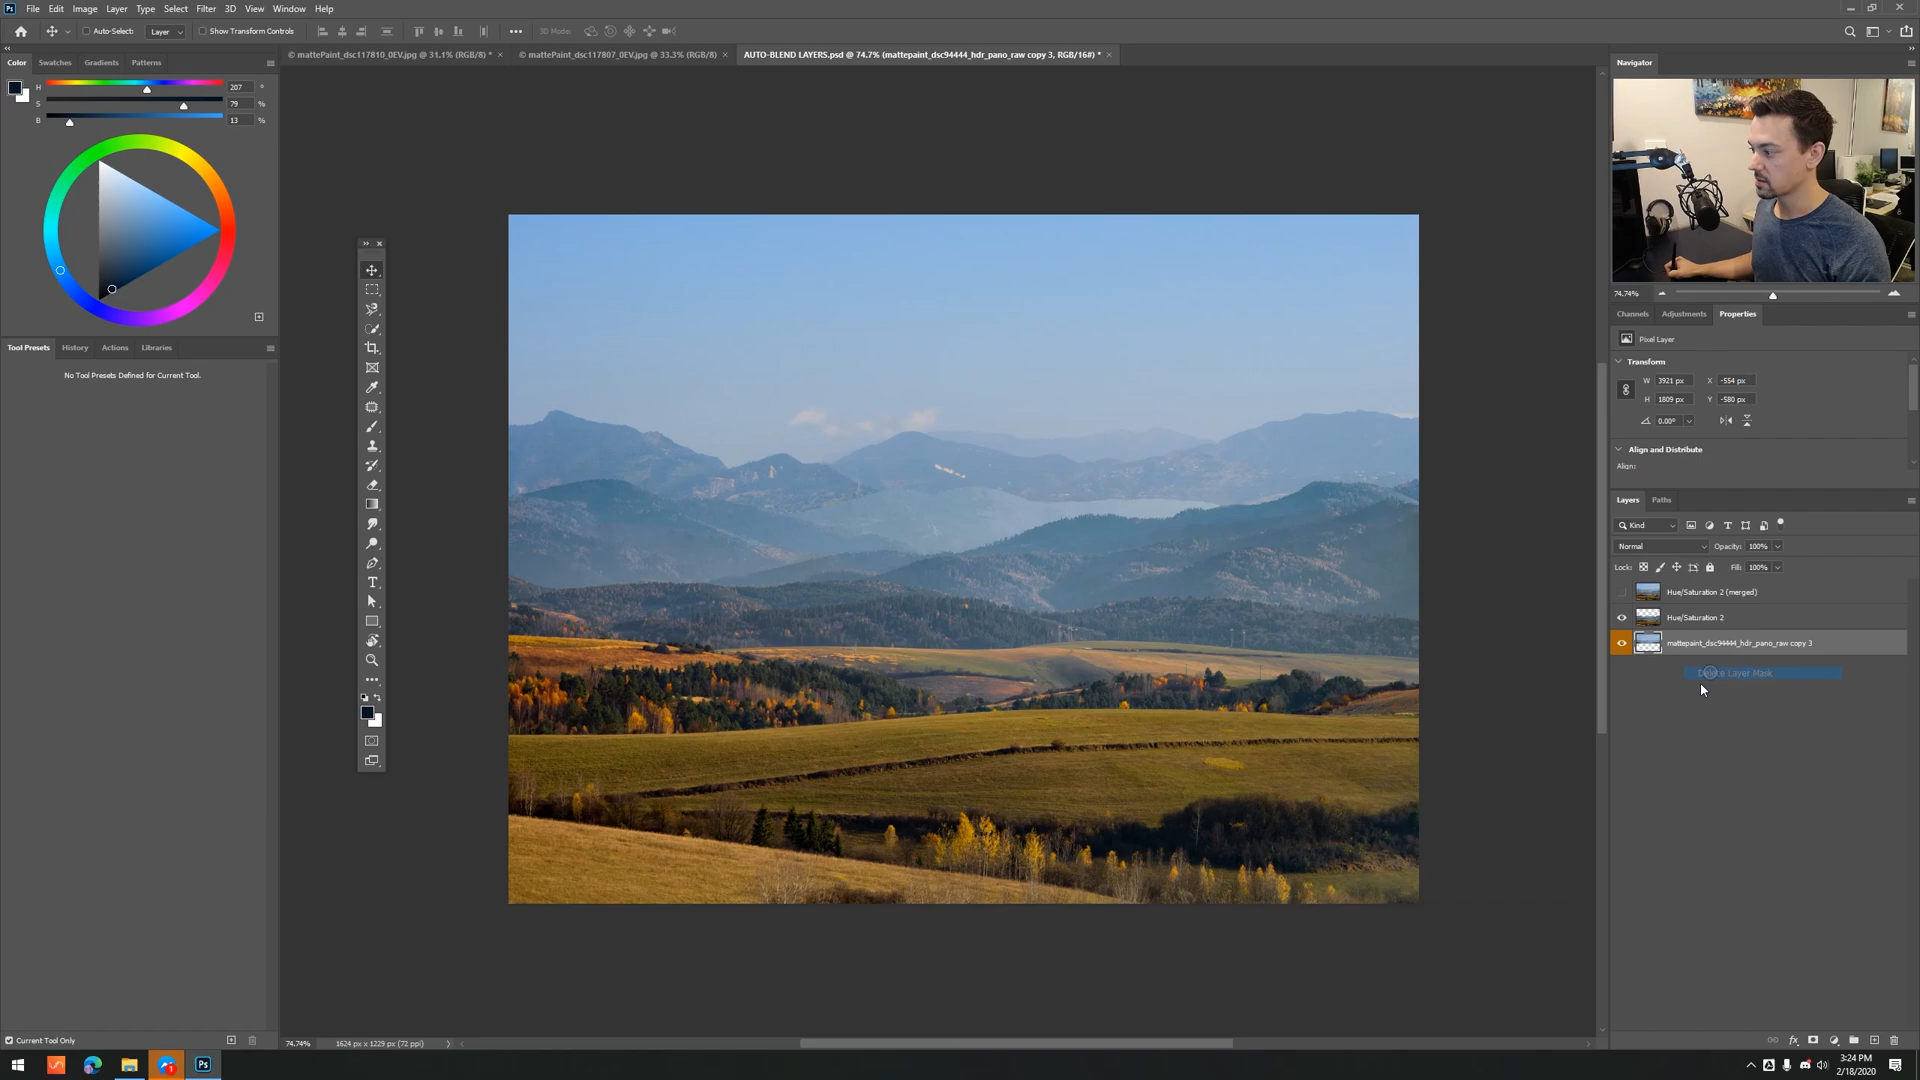 Ps File Edit Image Layer Type Select Filter 3D View Window Help
Auto-Select: Layer Show Transform Controls 3D Mode:
© mattePaint_dsc117810_0EV.jpg @ 31.1% (RGB/8) * × © mattePaint_dsc117807_0EV.jpg @ 33.3% (RGB/8) × AUTO-BLEND LAYERS.psd @ 74.7% (mattepaint_dsc94444_hdr_pano_raw copy 3, RGB/16#) * ×
Color Swatches Gradients Patterns
H 207 °
S 79 %
B 13 %
Tool Presets History Actions Libraries
No Tool Presets Defined for Current Tool.
Current Tool Only
74.74% 1624 px x 1229 px (72 ppi)
Navigator
74.74%
Channels Adjustments Properties
Pixel Layer
Transform
W 3921 px X -554 px
H 1809 px Y -580 px
0.00°
Align and Distribute
Align:
Layers Paths
Kind
Normal Opacity: 100%
Lock: Fill: 100%
Hue/Saturation 2 (merged)
Hue/Saturation 2
mattepaint_dsc94444_hdr_pano_raw copy 3
Delete Layer Mask
fx
Ps 3:24 PM
2/18/2020